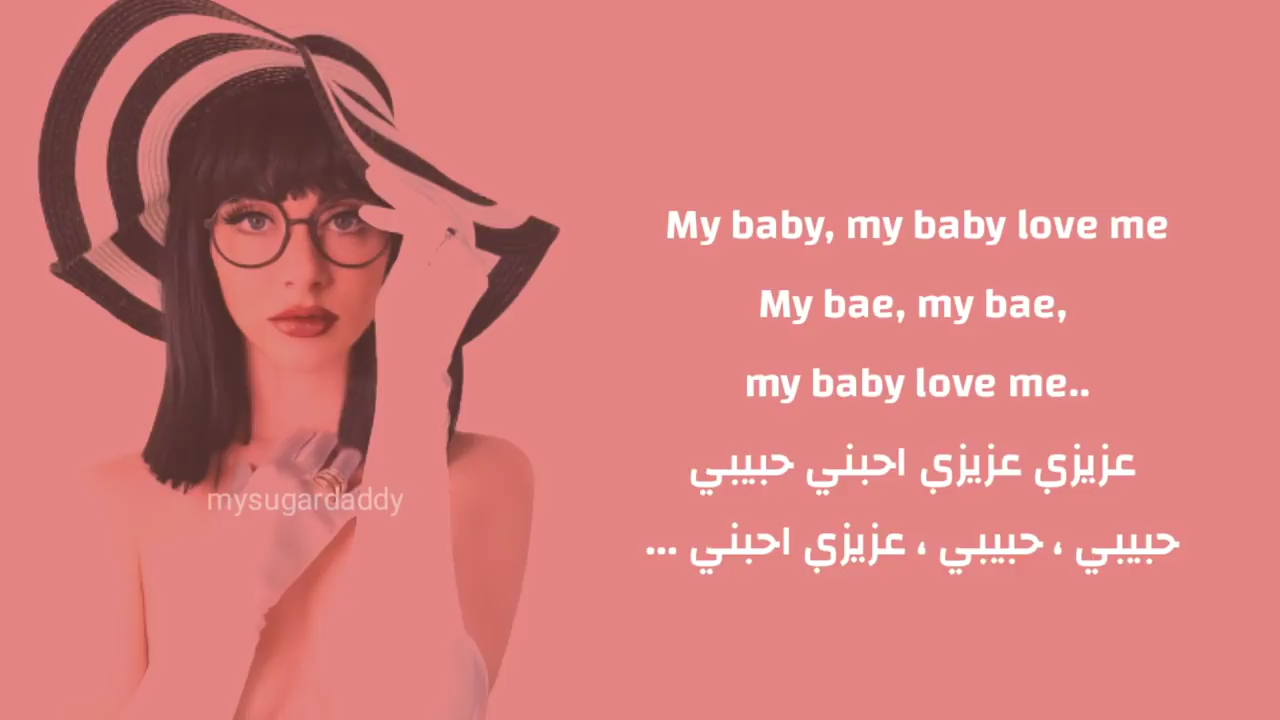 My baby, my baby love me
My bae, my bae,
my baby love me..
عزيزي عزيزي احبني حبيبي
حبيبي ، حبيبي ، عزيزي احبني ...
mysugardaddy